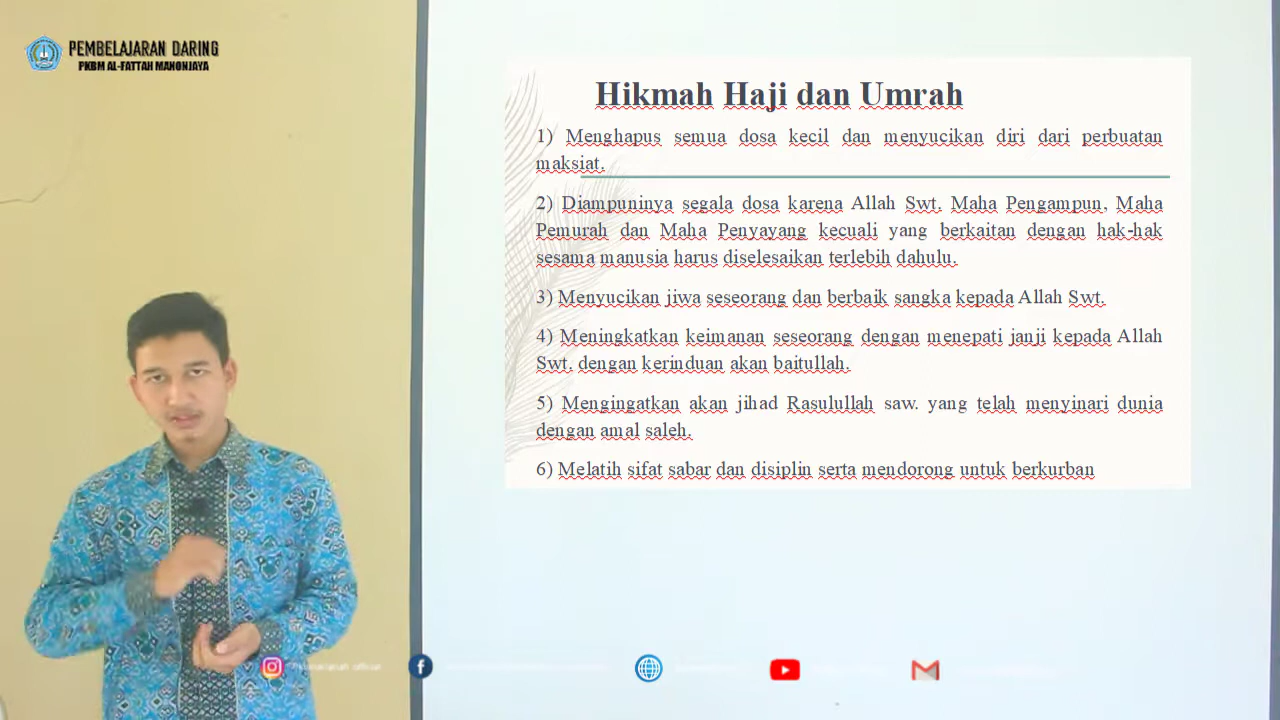 PEMBELAJARAN DARING
PKBM AL-FATTAH MANONJAYA
Hikmah Haji dan Umrah
1) Menghapus semua dosa kecil dan menyucikan diri dari perbuatan
maksiat.
2) Diampuninya segala dosa karena Allah Swt. Maha Pengampun, Maha
Pemurah dan Maha Penyayang kecuali yang berkaitan dengan hak-hak
sesama manusia harus diselesaikan terlebih dahulu.
3) Menyucikan jiwa seseorang dan berbaik sangka kepada Allah Swt.
4) Meningkatkan keimanan seseorang dengan menepati janji kepada Allah
Swt. dengan kerinduan akan baitullah.
5) Mengingatkan akan jihad Rasulullah saw. yang telah menyinari dunia
dengan amal saleh.
6) Melatih sifat sabar dan disiplin serta mendorong untuk berkurban